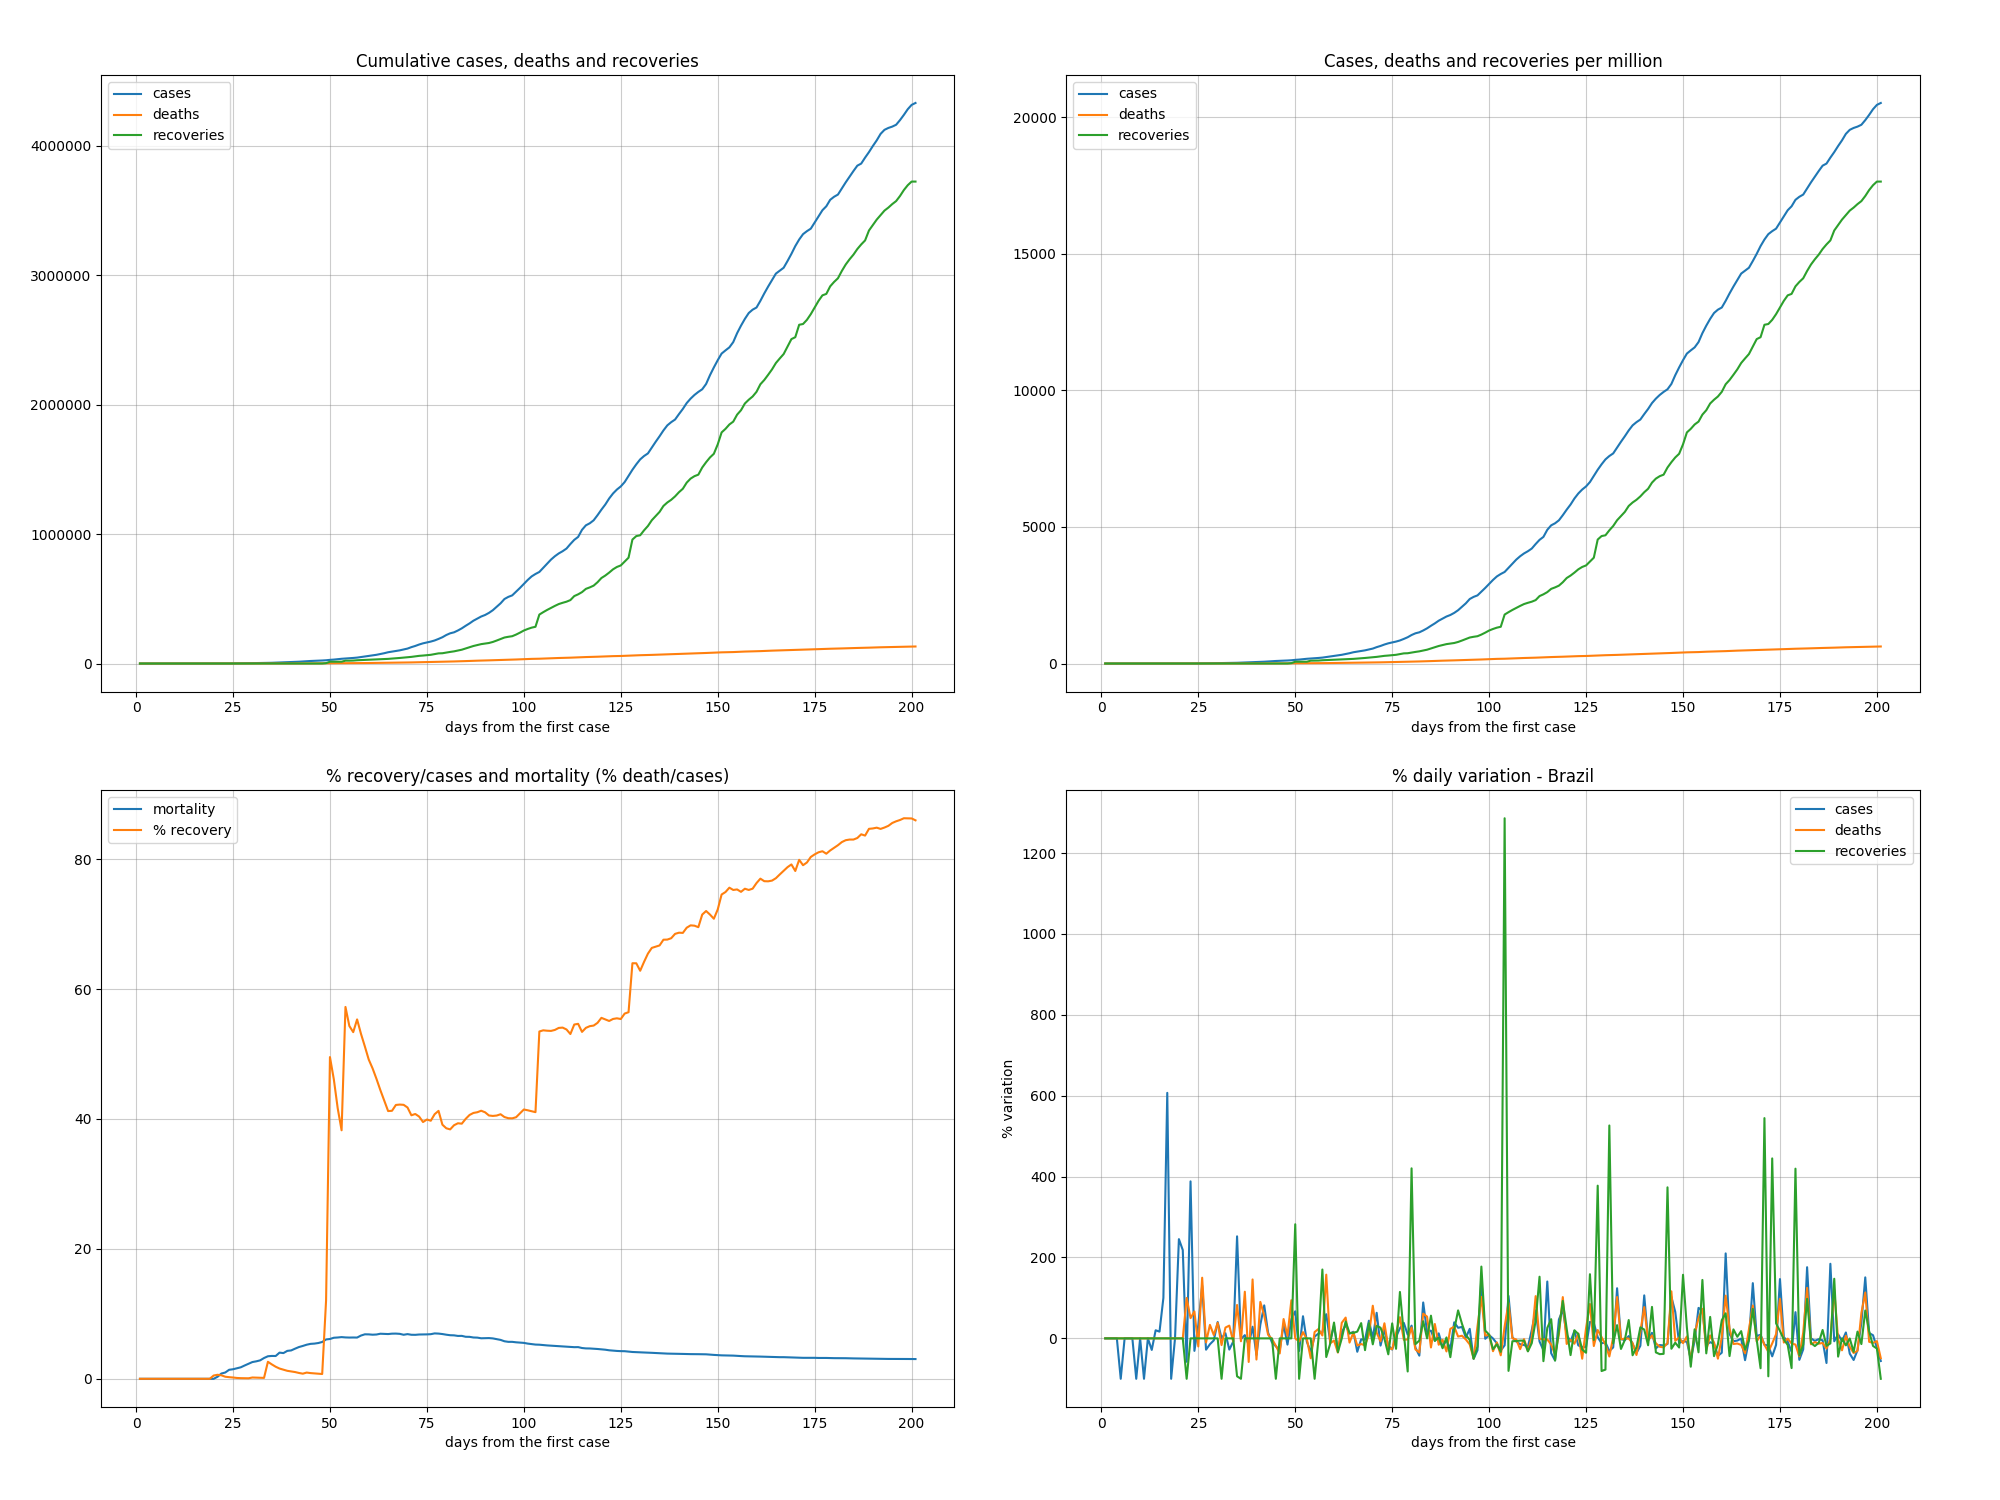 Cumulative cases, deaths and recoveries
cases
deaths
recoveries
4000000
3000000
2000000
1000000
0
0 25 50 75 100 125 150 175 200
days from the first case
Cases, deaths and recoveries per million
cases
deaths
recoveries
20000
15000
10000
5000
0
0 25 50 75 100 125 150 175 200
days from the first case
% recovery/cases and mortality (% death/cases)
mortality
% recovery
80
60
40
20
0
0 25 50 75 100 125 150 175 200
days from the first case
% daily variation - Brazil
cases
deaths
recoveries
% variation
1200
1000
800
600
400
200
0
0 25 50 75 100 125 150 175 200
days from the first case